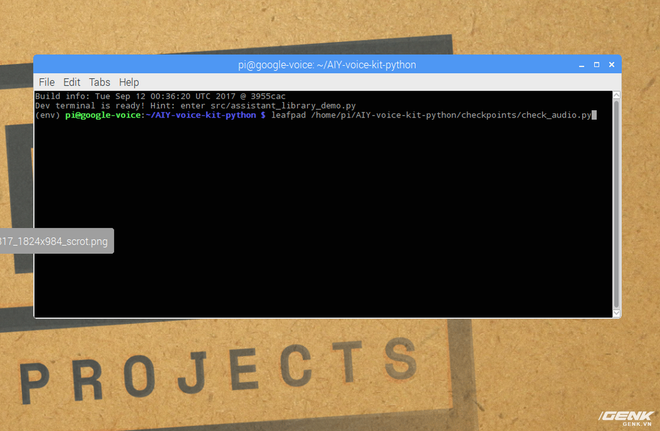 pi@google-voice: ~/AIY-voice-kit-python
File Edit Tabs Help
Build info: Tue Sep 12 00:36:20 UTC 2017 @ 3955cac
Dev terminal is ready! Hint: enter src/assistant_library_demo.py
(env) pi@google-voice:~/AIY-voice-kit-python $ leafpad /home/pi/AIY-voice-kit-python/checkpoints/check_audio.py
017_1824x984_scrot.png
PROJECTS
GENK
GENK.VN